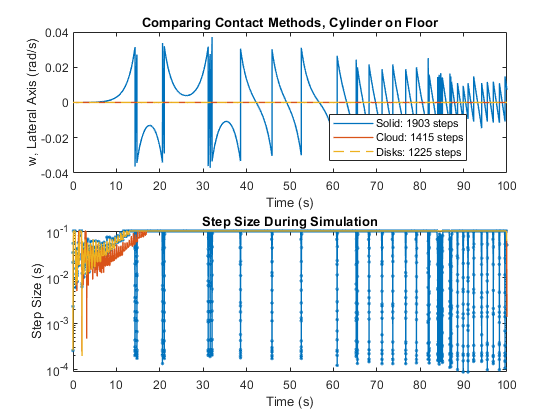 Comparing Contact Methods, Cylinder on Floor
w, Lateral Axis (rad/s)
0.04
0.02
0
-0.02
-0.04
0 10 20 30 40 50 60 70 80 90 100
Time (s)
Solid: 1903 steps
Cloud: 1415 steps
Disks: 1225 steps
Step Size During Simulation
Step Size (s)
10⁻¹
10⁻²
10⁻³
10⁻⁴
0 10 20 30 40 50 60 70 80 90 100
Time (s)